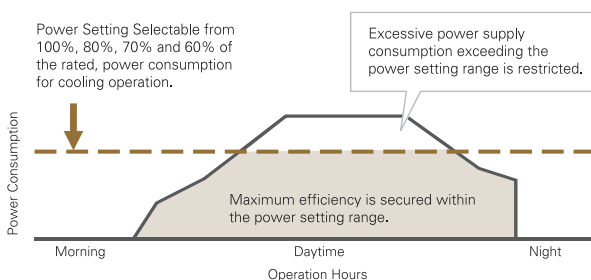 Power Setting Selectable from
100%, 80%, 70% and 60% of
the rated, power consumption
for cooling operation.
Excessive power supply
consumption exceeding the
power setting range is restricted.
Power Consumption
Maximum efficiency is secured within
the power setting range.
Morning
Daytime
Night
Operation Hours